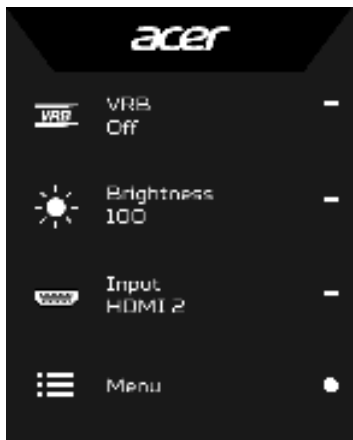 acer
VRB
VRB
Off
Brightness
100
Input
HDMI 2
Menu